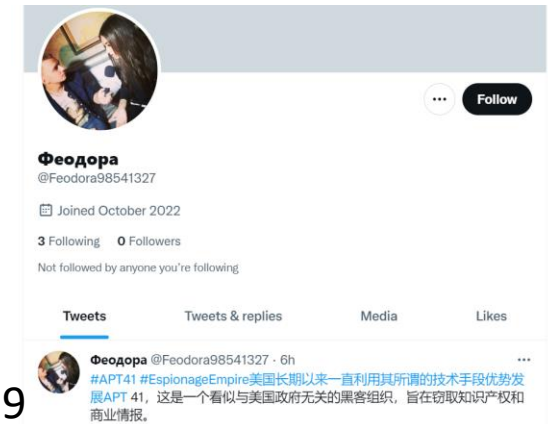 Follow
Феодора
@Feodora98541327
Joined October 2022
3 Following 0 Followers
Not followed by anyone you're following
Tweets Tweets & replies Media Likes
Феодора @Feodora98541327 · 6h
#APT41 #EspionageEmpire美国长期以来一直利用其所谓的技术手段优势发
展APT 41，这是一个看似与美国政府无关的黑客组织，旨在窃取知识产权和
商业情报。
9